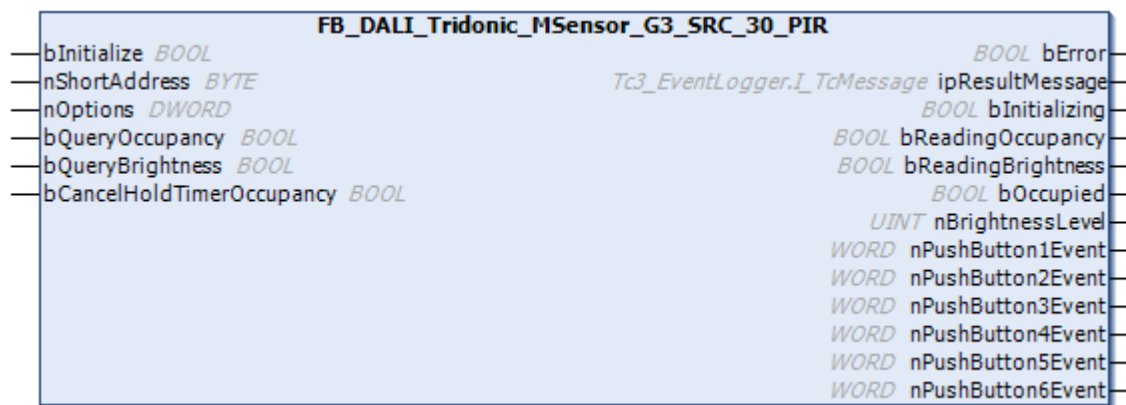 FB_DALI_Tridonic_MSensor_G3_SRC_30_PIR
bInitialize BOOL BOOL bError
nShortAddress BYTE Tc3_EventLogger.I_TcMessage ipResultMessage
nOptions DWORD BOOL bInitializing
bQueryOccupancy BOOL BOOL bReadingOccupancy
bQueryBrightness BOOL BOOL bReadingBrightness
bCancelHoldTimerOccupancy BOOL BOOL bOccupied
UINT nBrightnessLevel
WORD nPushButton1Event
WORD nPushButton2Event
WORD nPushButton3Event
WORD nPushButton4Event
WORD nPushButton5Event
WORD nPushButton6Event